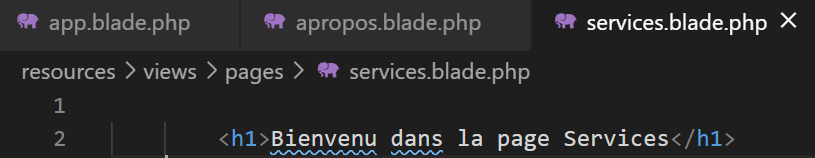 app.blade.php apropos.blade.php services.blade.php
resources > views > pages > services.blade.php
1
2 <h1>Bienvenu dans la page Services</h1>